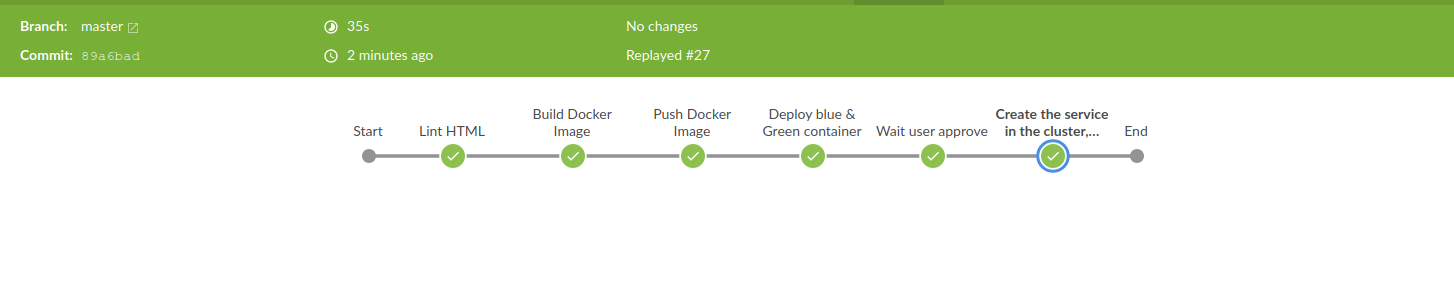 Branch: master
35s
No changes
Commit: 89a6bad
2 minutes ago
Replayed #27
Start
Lint HTML
Build Docker
Image
Push Docker
Image
Deploy blue &
Green container
Wait user approve
Create the service
in the cluster,...
End